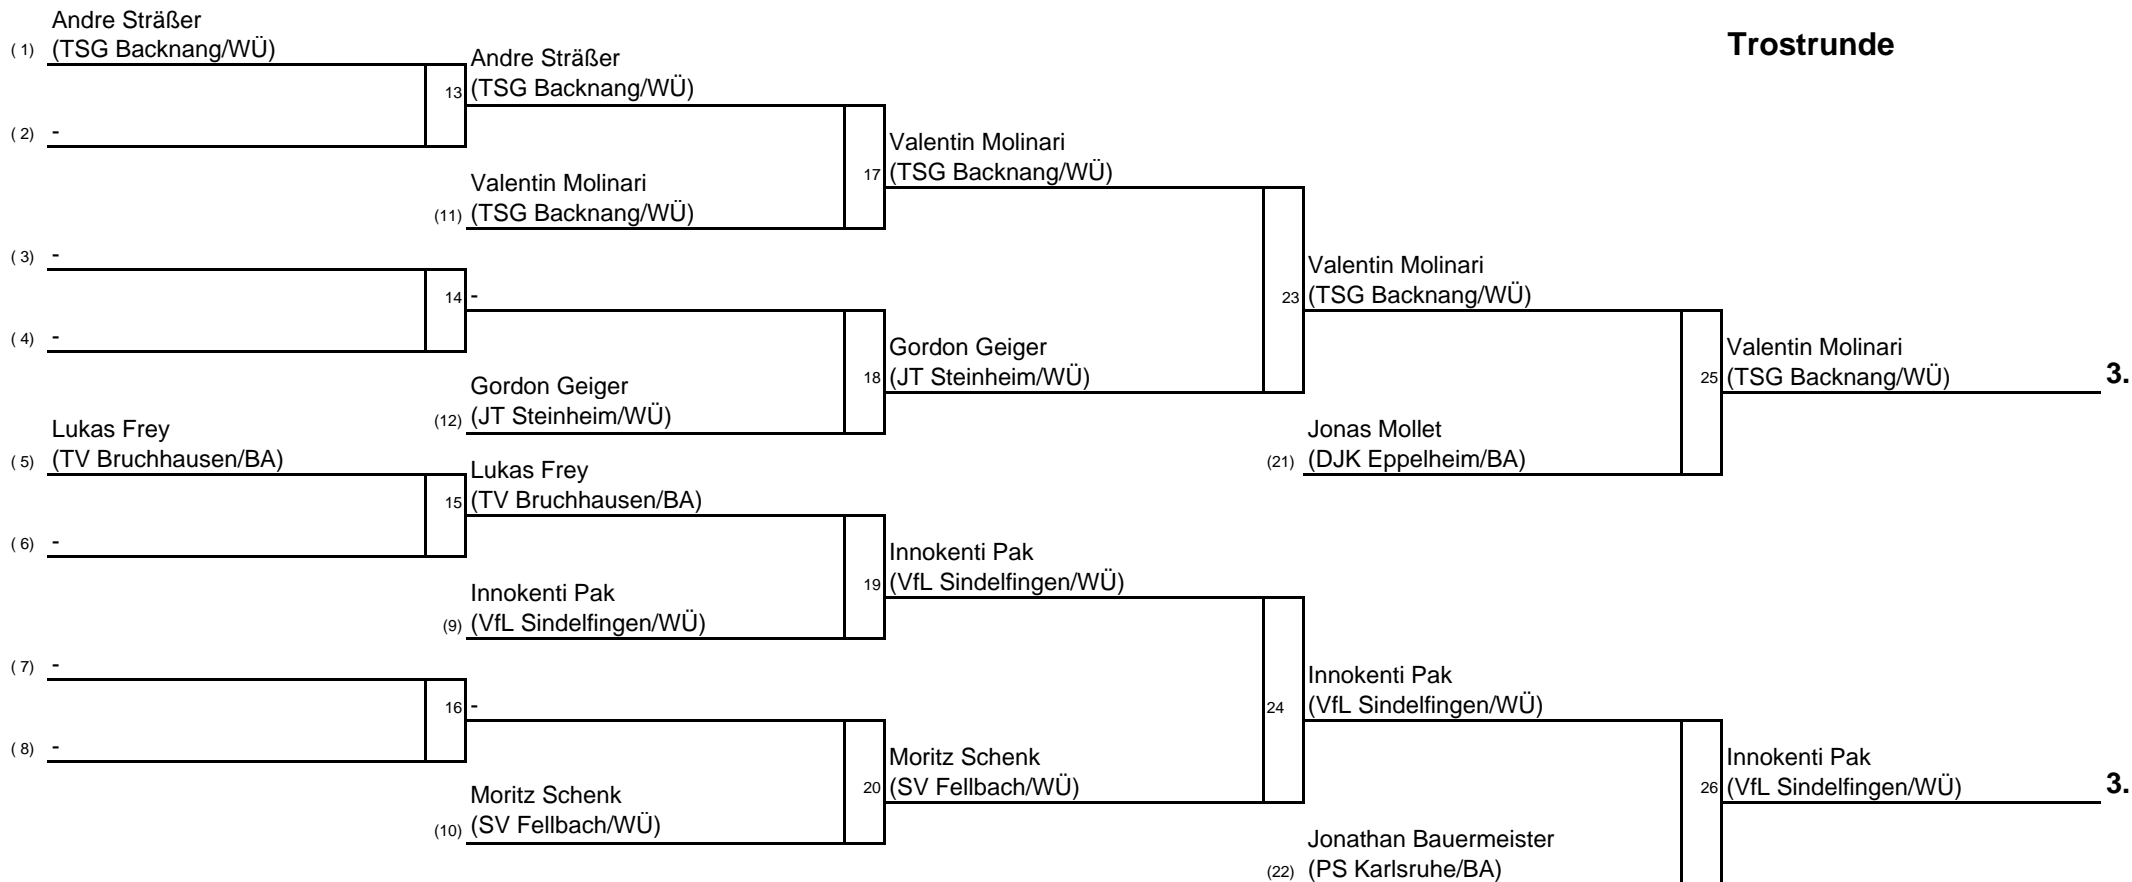 Trostrunde
Andre Sträßer
( 1) (TSG Backnang/WÜ)
( 2) -
( 3) -
( 4) -
Lukas Frey
( 5) (TV Bruchhausen/BA)
( 6) -
( 7) -
( 8) -
Andre Sträßer
13 (TSG Backnang/WÜ)
Valentin Molinari
(11) (TSG Backnang/WÜ)
14 -
Gordon Geiger
(12) (JT Steinheim/WÜ)
Lukas Frey
15 (TV Bruchhausen/BA)
Innokenti Pak
(9) (VfL Sindelfingen/WÜ)
16 -
Moritz Schenk
(10) (SV Fellbach/WÜ)
Valentin Molinari
17 (TSG Backnang/WÜ)
Gordon Geiger
18 (JT Steinheim/WÜ)
Innokenti Pak
19 (VfL Sindelfingen/WÜ)
Moritz Schenk
20 (SV Fellbach/WÜ)
Valentin Molinari
23 (TSG Backnang/WÜ)
Jonas Mollet
(21) (DJK Eppelheim/BA)
Innokenti Pak
24 (VfL Sindelfingen/WÜ)
Jonathan Bauermeister
(22) (PS Karlsruhe/BA)
Valentin Molinari
25 (TSG Backnang/WÜ) 3.
Innokenti Pak
26 (VfL Sindelfingen/WÜ) 3.